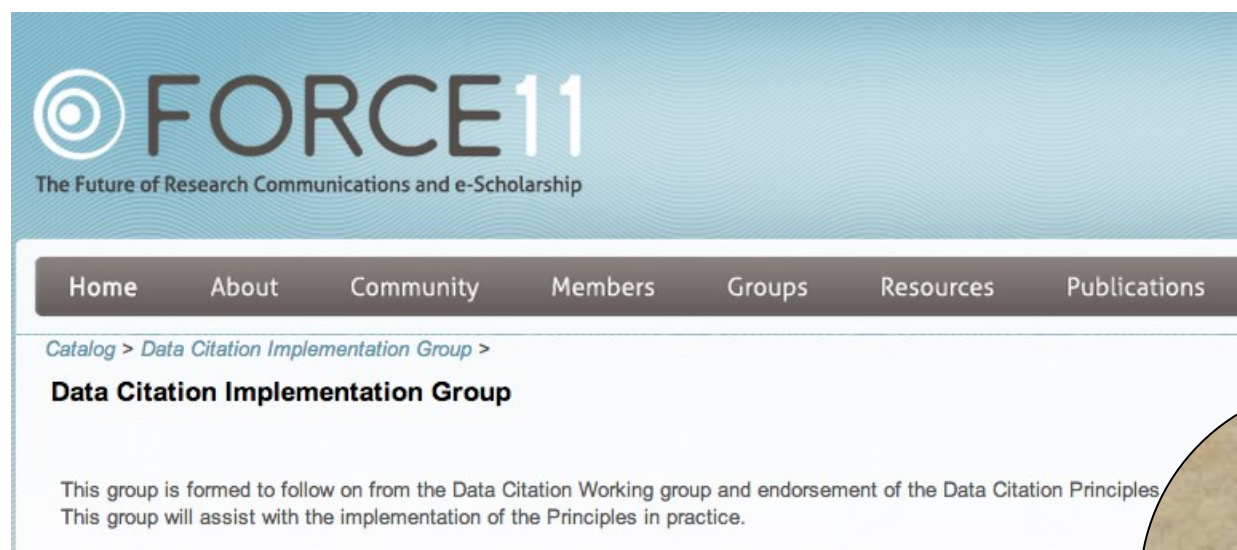 FORCE11
The Future of Research Communications and e-Scholarship
Home About Community Members Groups Resources Publications
Catalog > Data Citation Implementation Group >
Data Citation Implementation Group
This group is formed to follow on from the Data Citation Working group and endorsement of the Data Citation Principles
This group will assist with the implementation of the Principles in practice.